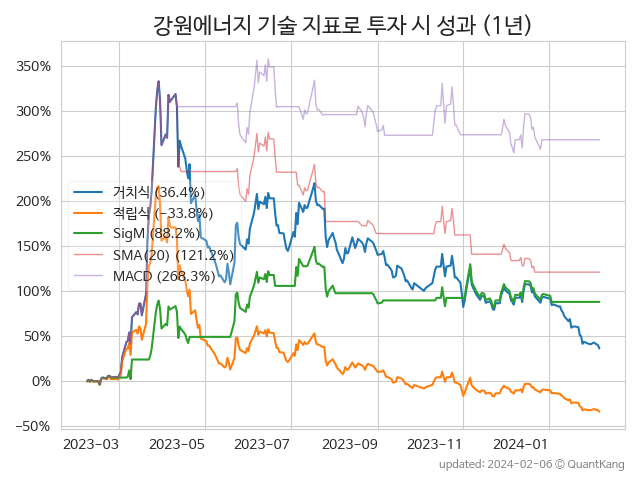 강원에너지 기술 지표로 투자 시 성과 (1년)
350%
300%
250%
200%
150%
100%
50%
0%
−50%
거치식 (36.4%)
적립식 (−33.8%)
SigM (88.2%)
SMA(20) (121.2%)
MACD (268.3%)
2023-03 2023-05 2023-07 2023-09 2023-11 2024-01
updated: 2024-02-06 © QuantKang